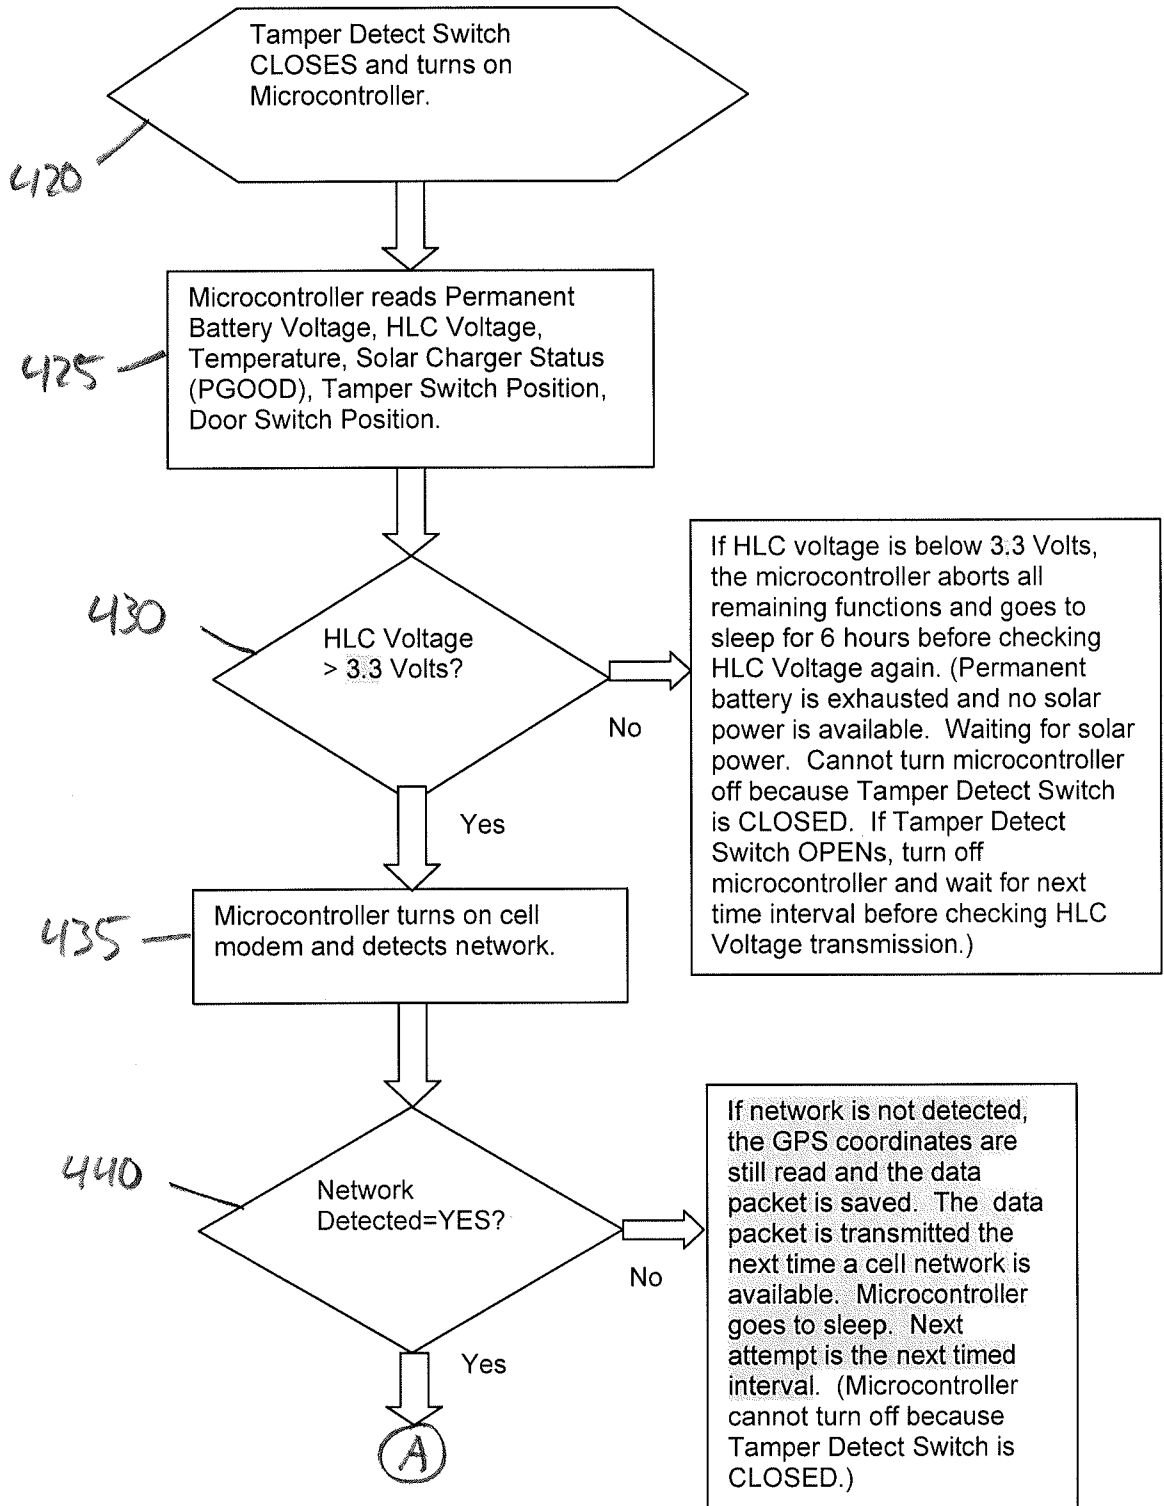 Tamper Detect Switch
CLOSES and turns on
Microcontroller.
420
Microcontroller reads Permanent
Battery Voltage, HLC Voltage,
Temperature, Solar Charger Status
(PGOOD), Tamper Switch Position,
Door Switch Position.
425
HLC Voltage
> 3.3 Volts?
430
No
Yes
If HLC voltage is below 3.3 Volts,
the microcontroller aborts all
remaining functions and goes to
sleep for 6 hours before checking
HLC Voltage again. (Permanent
battery is exhausted and no solar
power is available. Waiting for solar
power. Cannot turn microcontroller
off because Tamper Detect Switch
is CLOSED. If Tamper Detect
Switch OPENs, turn off
microcontroller and wait for next
time interval before checking HLC
Voltage transmission.)
Microcontroller turns on cell
modem and detects network.
435
Network
Detected=YES?
440
No
Yes
If network is not detected,
the GPS coordinates are
still read and the data
packet is saved. The data
packet is transmitted the
next time a cell network is
available. Microcontroller
goes to sleep. Next
attempt is the next timed
interval. (Microcontroller
cannot turn off because
Tamper Detect Switch is
CLOSED.)
A